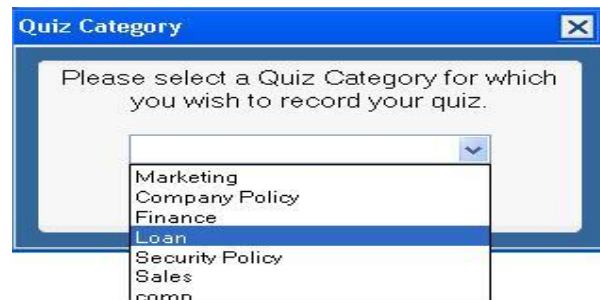 Quiz Category
Please select a Quiz Category for which
you wish to record your quiz.
Marketing
Company Policy
Finance
Loan
Security Policy
Sales
comp